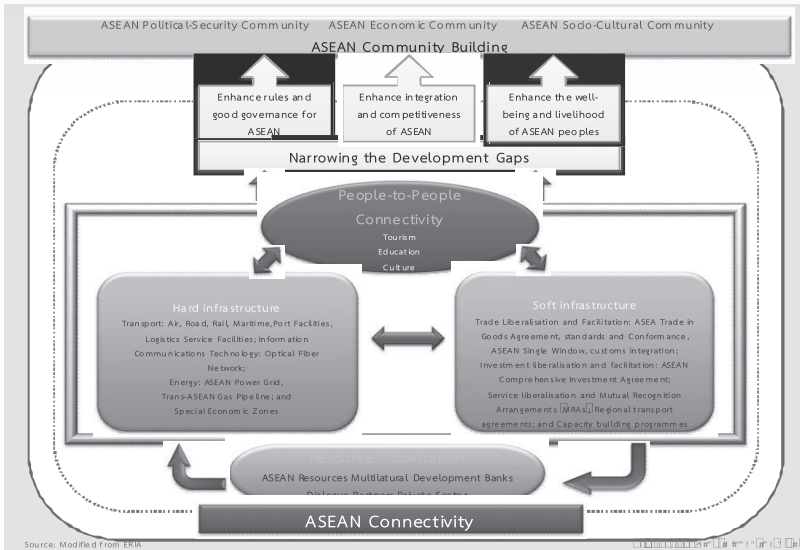 ASEAN Political-Security Community ASEAN Economic Community ASEAN Socio-Cultural Community
ASEAN Community Building
Enhance rules and
good governance for
ASEAN
Enhance integration
and competitiveness
of ASEAN
Enhance the well-
being and livelihood
of ASEAN peoples
Narrowing the Development Gaps
People-to-People
Connectivity
Tourism
Education
Culture
Hard infrastructure
Transport: Air, Road, Rail, Maritime,Port Facilities,
Logistics Service Facilities; Information
Communications Technology: Optical Fiber
Network;
Energy: ASEAN Power Grid,
Trans-ASEAN Gas Pipeline; and
Special Economic Zones
Soft infrastructure
Trade Liberalisation and Facilitation: ASEA Trade in
Goods Agreement, standards and Conformance,
ASEAN Single Window, customs integration;
Investment liberalisation and facilitation: ASEAN
Comprehensive Investment Agreement;
Service liberalisation and Mutual Recognition
Arrangements MRAs; Regional transport
agreements; and Capacity building programmes
ASEAN Resources Multilatural Development Banks
Dialogue Partners Private Sector
ASEAN Connectivity
Source: Modified from ERIA